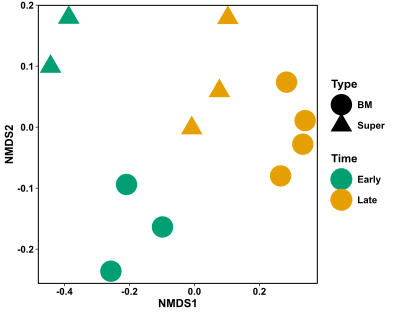 0.2
0.1
0.0
-0.1
-0.2
NMDS2
-0.4
-0.2
0.0
0.2
NMDS1
Type
BM
Super
Time
Early
Late